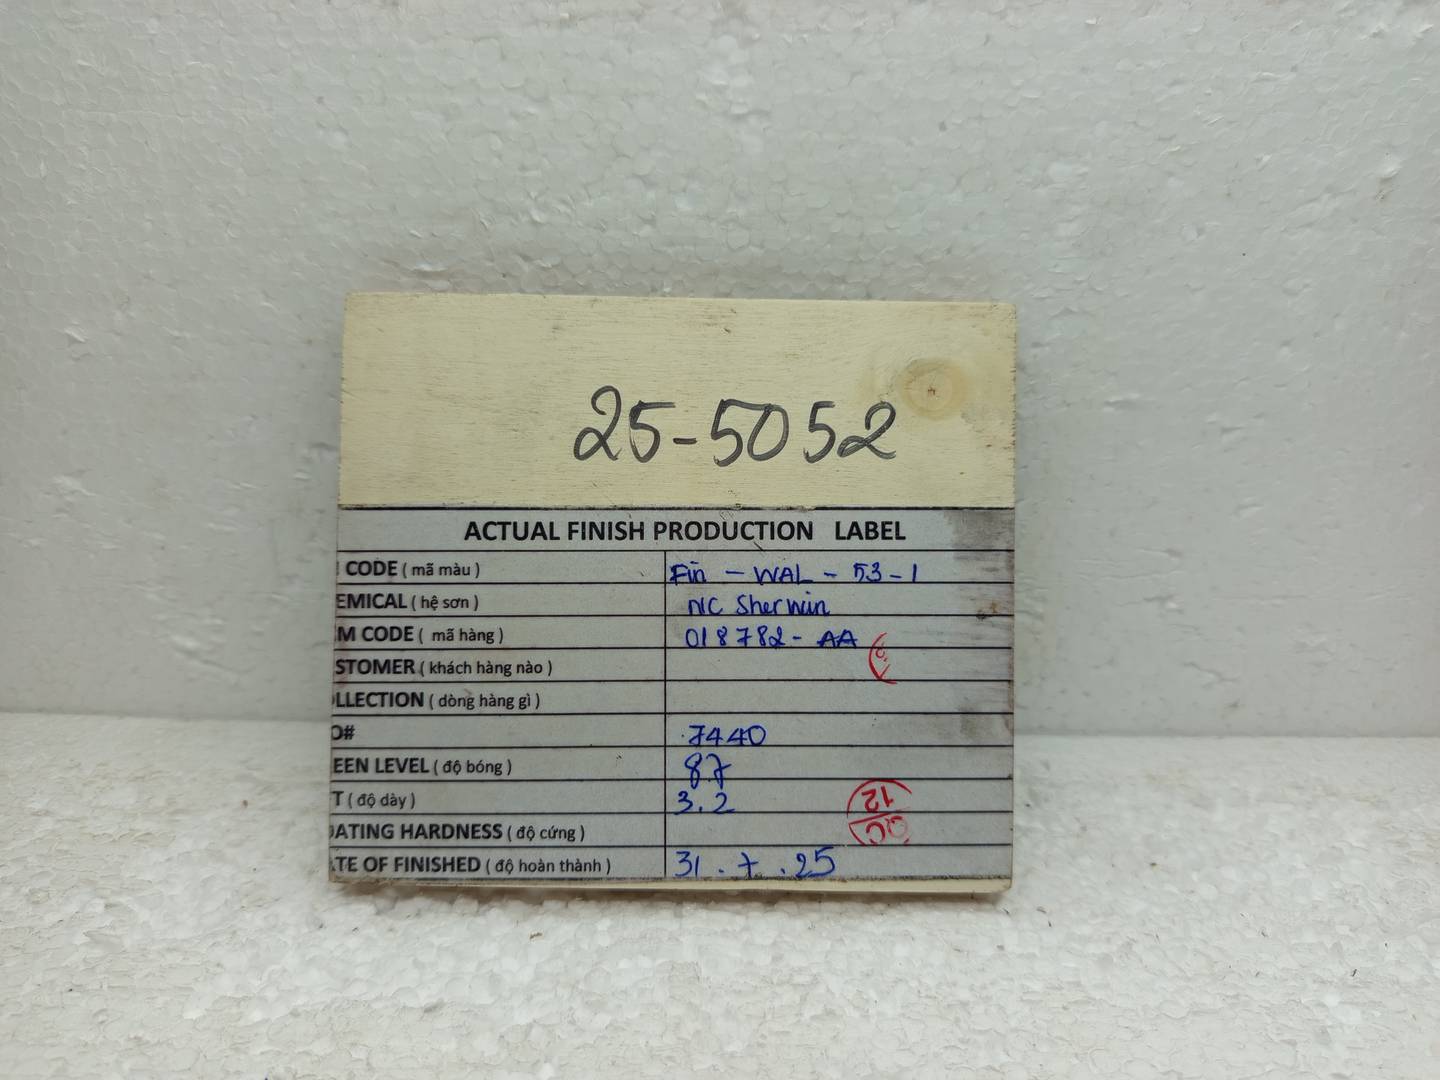 25-5052
ACTUAL FINISH PRODUCTION LABEL
CODE ( mã màu ) Fin - WAL - 53 - 1
EMICAL ( hệ sơn ) NC Sherwin
M CODE ( mã hàng ) 018782 - AA
STOMER ( khách hàng nào )
LLECTION ( dòng hàng gì )
O# 7440
EEN LEVEL ( độ bóng ) 87
T ( độ dày ) 3.2
12
QC
OATING HARDNESS ( độ cứng )
TE OF FINISHED ( độ hoàn thành ) 31 . 7 . 25